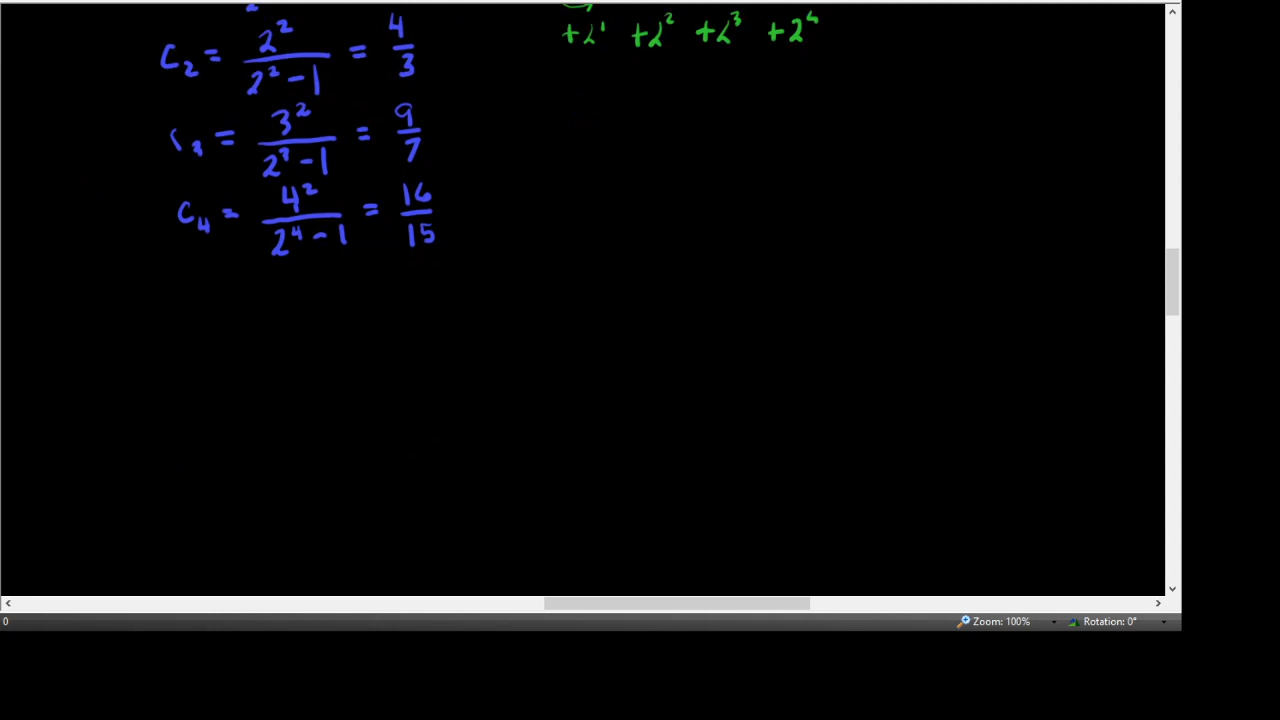 +2¹ +2² +2³ +2⁴
C₂ = 2² / (2² − 1) = 4/3
C₃ = 3² / (2³ − 1) = 9/7
C₄ = 4² / (2⁴ − 1) = 16/15
0
Zoom: 100% Rotation: 0°